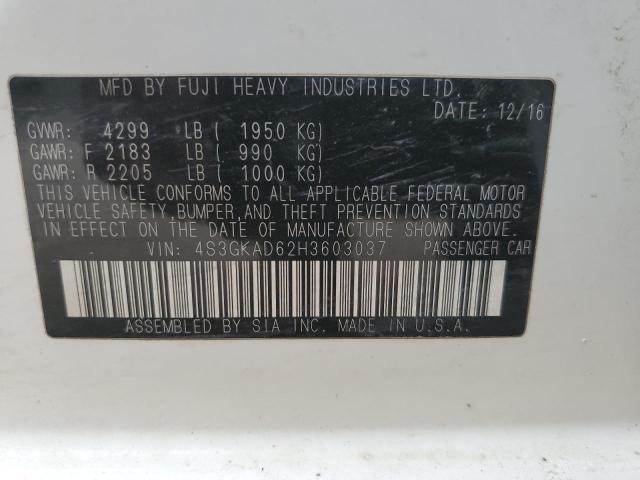 MFD BY FUJI HEAVY INDUSTRIES LTD.
DATE: 12/16
GVWR: 4299 LB ( 1950 KG)
GAWR: F 2183 LB ( 990 KG)
GAWR: R 2205 LB ( 1000 KG)
THIS VEHICLE CONFORMS TO ALL APPLICABLE FEDERAL MOTOR
VEHICLE SAFETY, BUMPER, AND THEFT PREVENTION STANDARDS
IN EFFECT ON THE DATE OF MANUFACTURE SHOWN ABOVE.
VIN: 4S3GKAD62H3603037 PASSENGER CAR
ASSEMBLED BY SIA INC. MADE IN U.S.A.